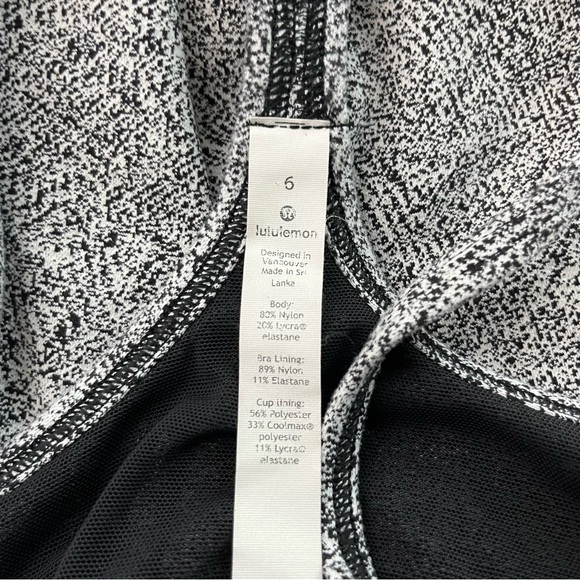 6
lululemon
Designed in
Vancouver
Made in Sri
Lanka
Body:
80% Nylon
20% Lycra®
elastane
Bra Lining:
89% Nylon,
11% Elastane
Cup Lining:
56% Polyester
33% Coolmax®
polyester
11% Lycra®
elastane